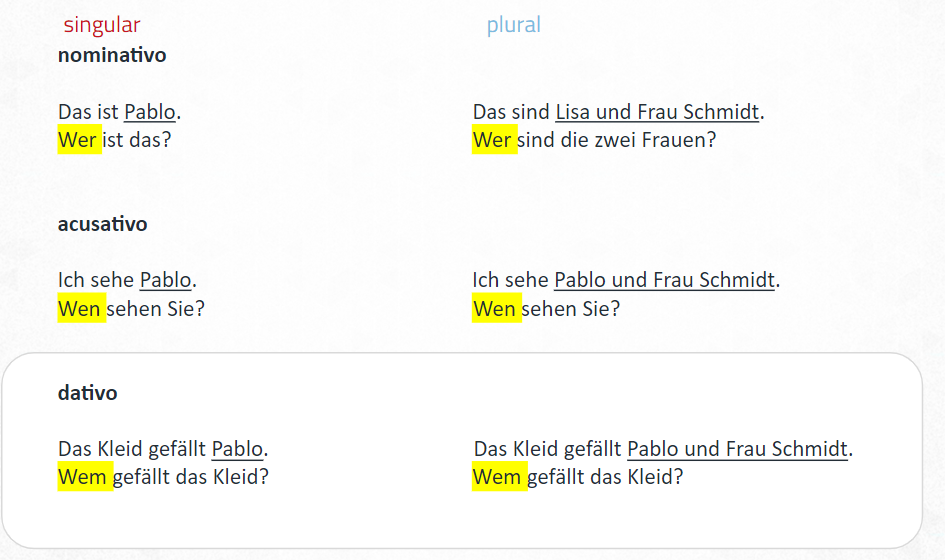 singular
plural
nominativo
Das ist Pablo.
Das sind Lisa und Frau Schmidt.
Wer ist das?
Wer sind die zwei Frauen?
acusativo
Ich sehe Pablo.
Ich sehe Pablo und Frau Schmidt.
Wen sehen Sie?
Wen sehen Sie?
dativo
Das Kleid gefällt Pablo.
Das Kleid gefällt Pablo und Frau Schmidt.
Wem gefällt das Kleid?
Wem gefällt das Kleid?